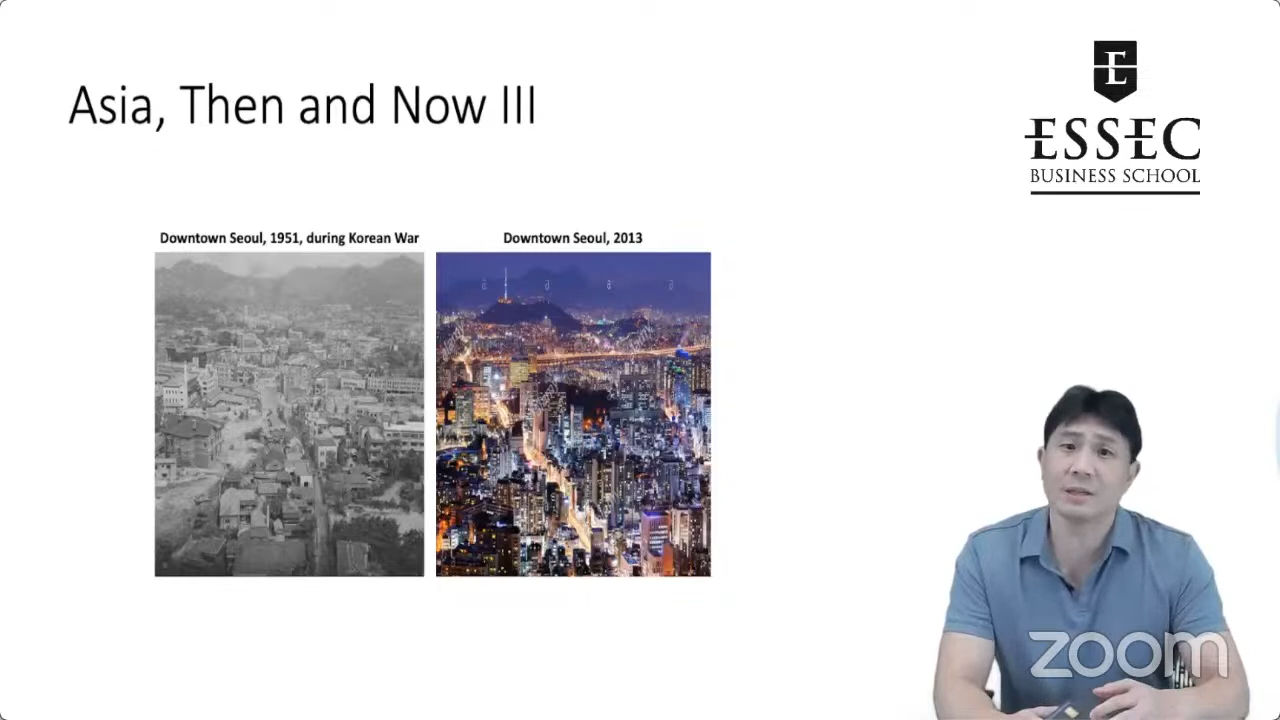 Asia, Then and Now III
E
ESSEC
BUSINESS SCHOOL
Downtown Seoul, 1951, during Korean War
Downtown Seoul, 2013
zoom